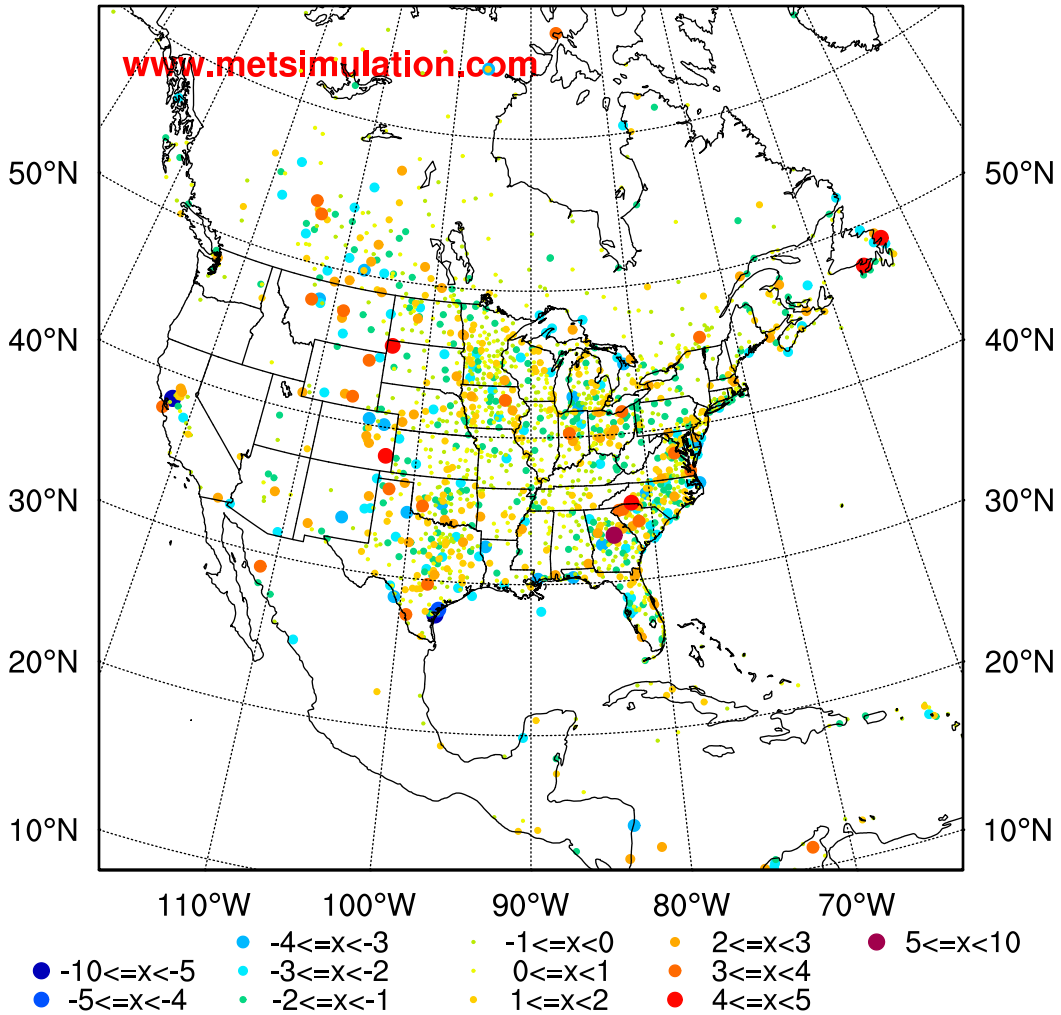 www.metsimulation.com
50°N 50°N
40°N 40°N
30°N 30°N
20°N 20°N
10°N 10°N
110°W 100°W 90°W 80°W 70°W
-4<=x<-3 -1<=x<0 2<=x<3 5<=x<10
-10<=x<-5 -3<=x<-2 0<=x<1 3<=x<4
-5<=x<-4 -2<=x<-1 1<=x<2 4<=x<5